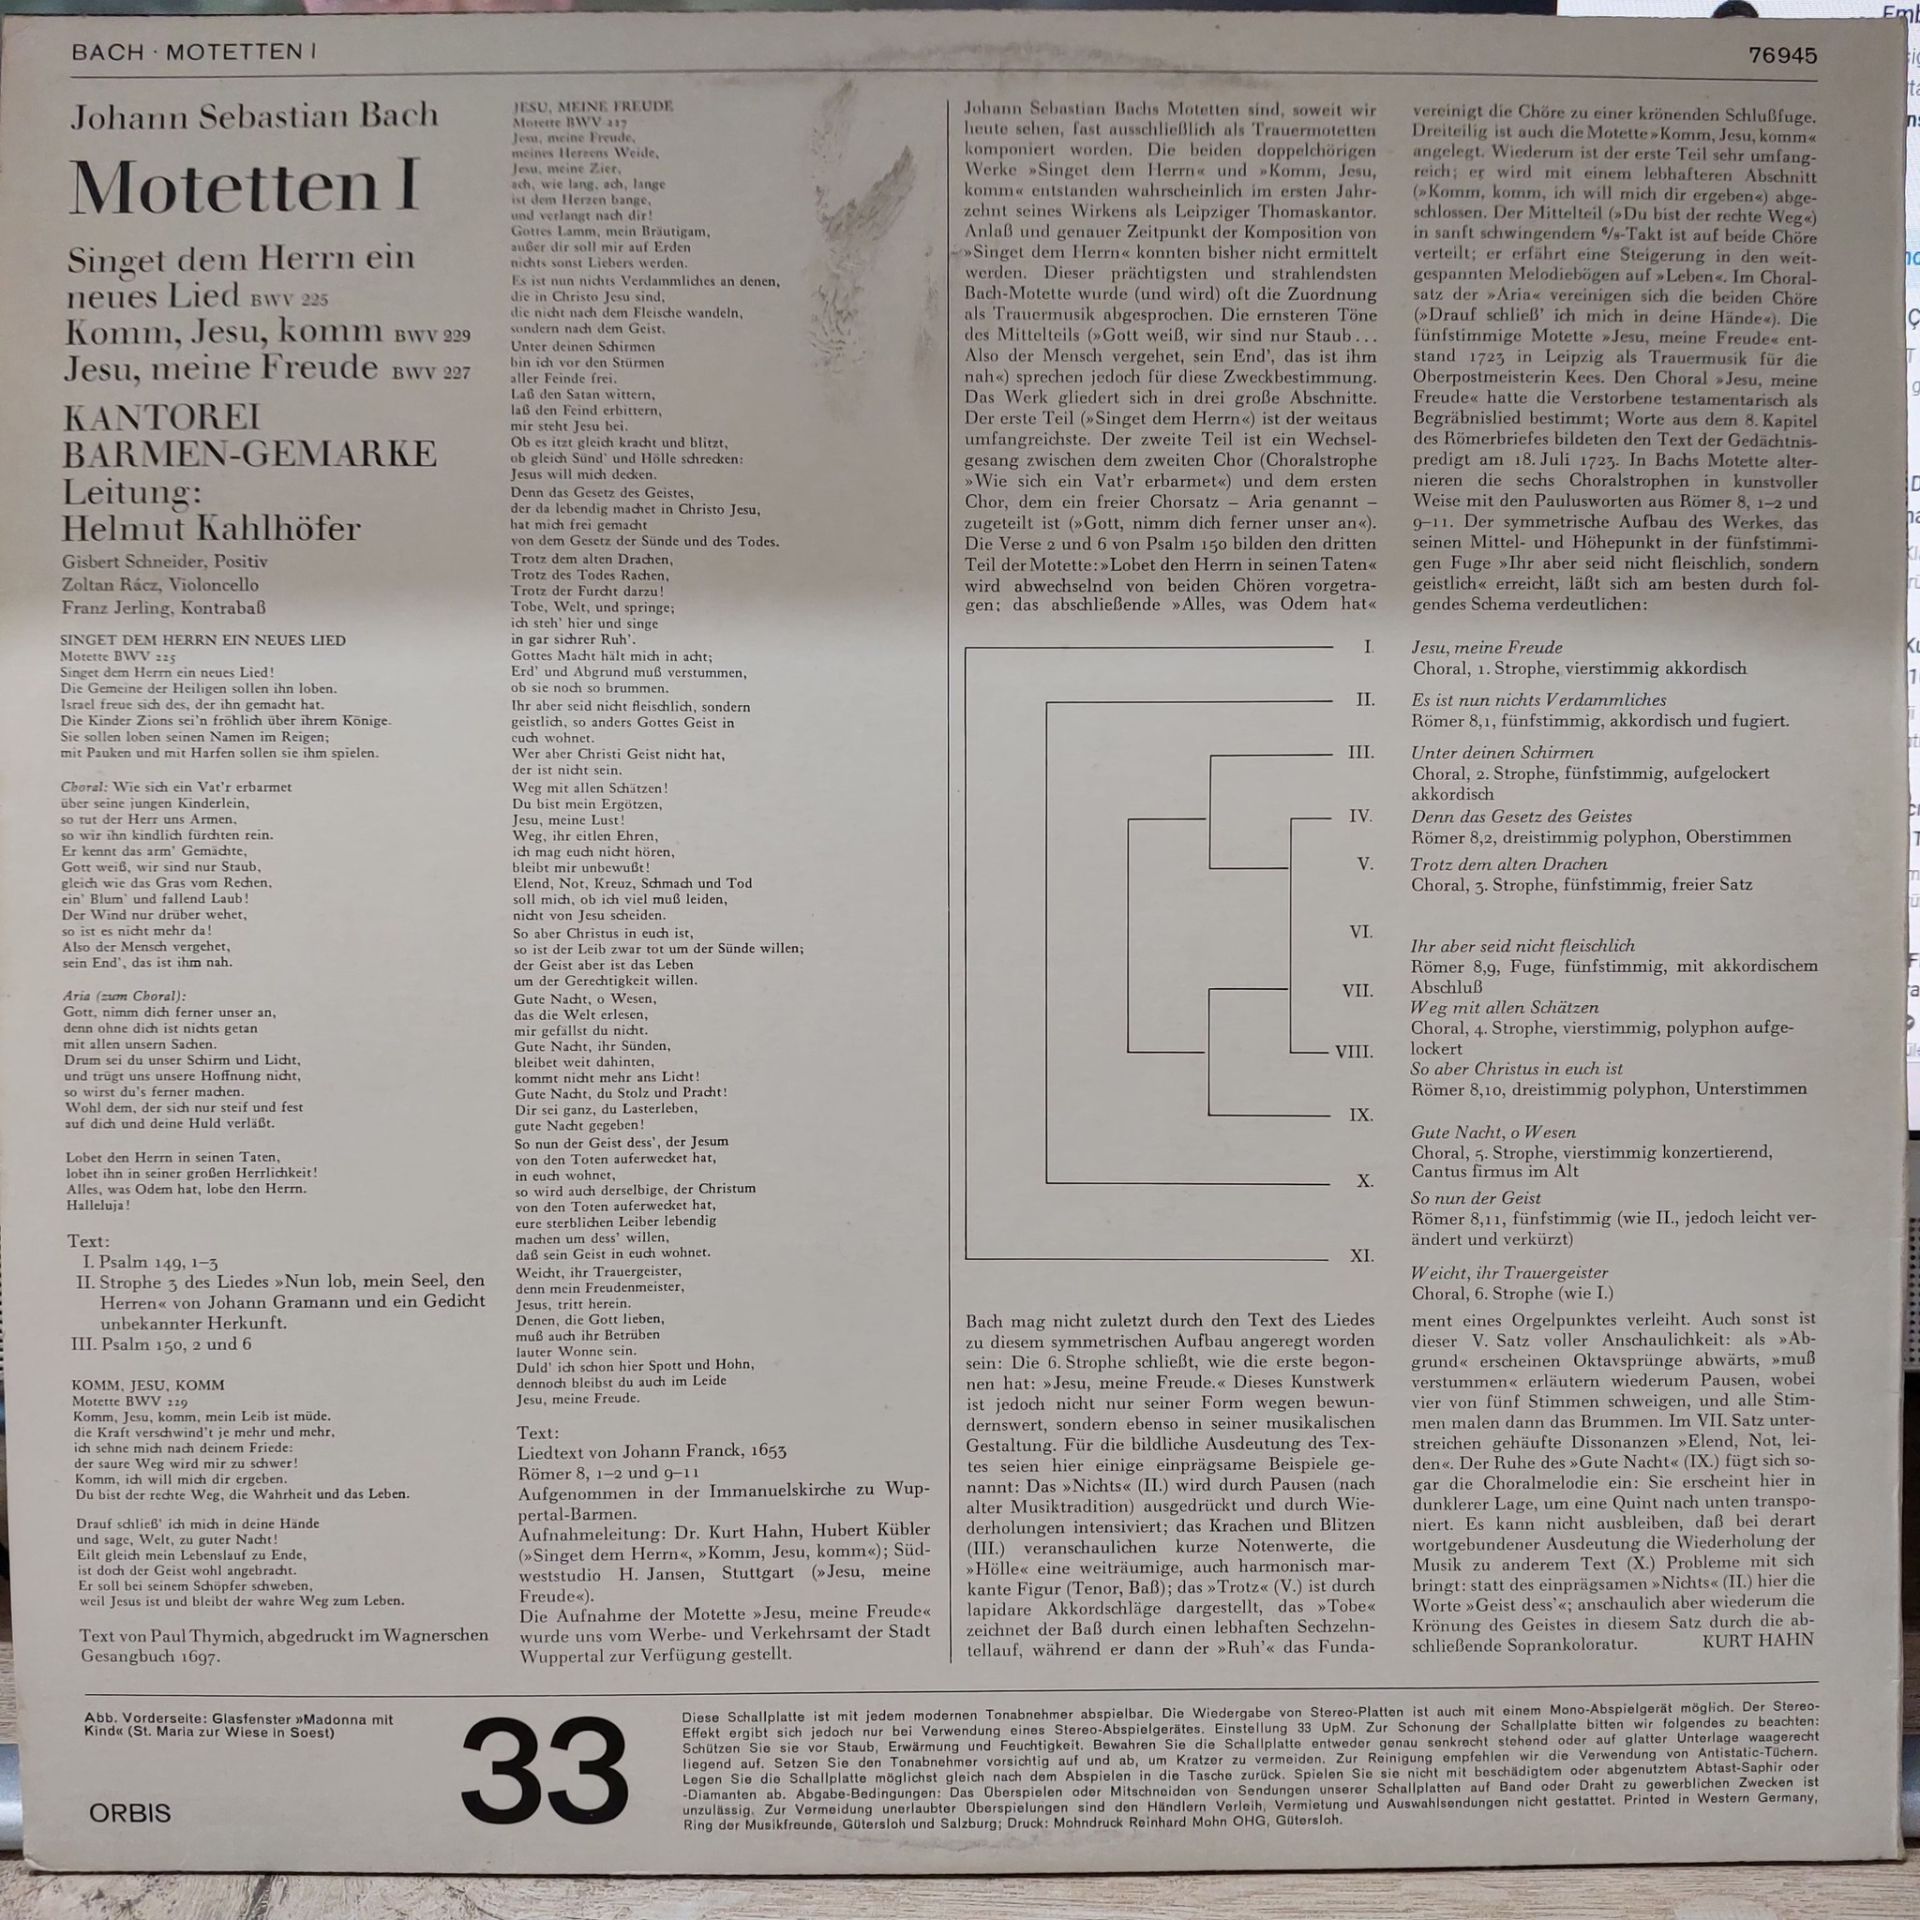 BACH · MOTETTEN I
76945
Johann Sebastian Bach
Motetten I
Singet dem Herrn ein
neues Lied BWV 225
Komm, Jesu, komm BWV 229
Jesu, meine Freude BWV 227
KANTOREI
BARMEN-GEMARKE
Leitung:
Helmut Kahlhöfer
Gisbert Schneider, Positiv
Zoltan Rácz, Violoncello
Franz Jerling, Kontrabaß
SINGET DEM HERRN EIN NEUES LIED
Motette BWV 225
Singet dem Herrn ein neues Lied!
Die Gemeine der Heiligen sollen ihn loben.
Israel freue sich des, der ihn gemacht hat.
Die Kinder Zions sei'n fröhlich über ihrem Könige.
Sie sollen loben seinen Namen im Reigen;
mit Pauken und mit Harfen sollen sie ihm spielen.
Choral: Wie sich ein Vat'r erbarmet
über seine jungen Kinderlein,
so tut der Herr uns Armen,
so wir ihn kindlich fürchten rein.
Er kennt das arm' Gemächte,
Gott weiß, wir sind nur Staub,
gleich wie das Gras vom Rechen,
ein' Blum' und fallend Laub!
Der Wind nur drüber wehet,
so ist es nicht mehr da!
Also der Mensch vergehet,
sein End', das ist ihm nah.
Aria (zum Choral):
Gott, nimm dich ferner unser an,
denn ohne dich ist nichts getan
mit allen unsern Sachen.
Drum sei du unser Schirm und Licht,
und trügt uns unsere Hoffnung nicht,
so wirst du's ferner machen.
Wohl dem, der sich nur steif und fest
auf dich und deine Huld verläßt.
Lobet den Herrn in seinen Taten,
lobet ihn in seiner großen Herrlichkeit!
Alles, was Odem hat, lobe den Herrn.
Halleluja!
Text:
I. Psalm 149, 1–3
II. Strophe 3 des Liedes »Nun lob, mein Seel, den
Herren« von Johann Gramann und ein Gedicht
unbekannter Herkunft.
III. Psalm 150, 2 und 6
KOMM, JESU, KOMM
Motette BWV 229
Komm, Jesu, komm, mein Leib ist müde.
die Kraft verschwind't je mehr und mehr,
ich sehne mich nach deinem Friede:
der saure Weg wird mir zu schwer!
Komm, ich will mich dir ergeben.
Du bist der rechte Weg, die Wahrheit und das Leben.
Drauf schließ' ich mich in deine Hände
und sage, Welt, zu guter Nacht!
Eilt gleich mein Lebenslauf zu Ende,
ist doch der Geist wohl angebracht.
Er soll bei seinem Schöpfer schweben,
weil Jesus ist und bleibt der wahre Weg zum Leben.
Text von Paul Thymich, abgedruckt im Wagnerschen
Gesangbuch 1697.
JESU, MEINE FREUDE
Motette BWV 227
Jesu, meine Freude,
meines Herzens Weide,
Jesu, meine Zier,
ach, wie lang, ach, lange
ist dem Herzen bange,
und verlangt nach dir!
Gottes Lamm, mein Bräutigam,
außer dir soll mir auf Erden
nichts sonst Liebers werden.
Es ist nun nichts Verdammliches an denen,
die in Christo Jesu sind,
die nicht nach dem Fleische wandeln,
sondern nach dem Geist.
Unter deinen Schirmen
bin ich vor den Stürmen
aller Feinde frei.
Laß den Satan wittern,
laß den Feind erbittern,
mir steht Jesu bei.
Ob es itzt gleich kracht und blitzt,
ob gleich Sünd' und Hölle schrecken:
Jesus will mich decken.
Denn das Gesetz des Geistes,
der da lebendig machet in Christo Jesu,
hat mich frei gemacht
von dem Gesetz der Sünde und des Todes.
Trotz dem alten Drachen,
Trotz des Todes Rachen,
Trotz der Furcht darzu!
Tobe, Welt, und springe;
ich steh' hier und singe
in gar sichrer Ruh'.
Gottes Macht hält mich in acht;
Erd' und Abgrund muß verstummen,
ob sie noch so brummen.
Ihr aber seid nicht fleischlich, sondern
geistlich, so anders Gottes Geist in
euch wohnet.
Wer aber Christi Geist nicht hat,
der ist nicht sein.
Weg mit allen Schätzen!
Du bist mein Ergötzen,
Jesu, meine Lust!
Weg, ihr eitlen Ehren,
ich mag euch nicht hören,
bleibt mir unbewußt!
Elend, Not, Kreuz, Schmach und Tod
soll mich, ob ich viel muß leiden,
nicht von Jesu scheiden.
So aber Christus in euch ist,
so ist der Leib zwar tot um der Sünde willen;
der Geist aber ist das Leben
um der Gerechtigkeit willen.
Gute Nacht, o Wesen,
das die Welt erlesen,
mir gefällst du nicht.
Gute Nacht, ihr Sünden,
bleibet weit dahinten,
kommt nicht mehr ans Licht!
Gute Nacht, du Stolz und Pracht!
Dir sei ganz, du Lasterleben,
gute Nacht gegeben!
So nun der Geist dess', der Jesum
von den Toten auferwecket hat,
in euch wohnet,
so wird auch derselbige, der Christum
von den Toten auferwecket hat,
eure sterblichen Leiber lebendig
machen um dess' willen,
daß sein Geist in euch wohnet.
Weicht, ihr Trauergeister,
denn mein Freudenmeister,
Jesus, tritt herein.
Denen, die Gott lieben,
muß auch ihr Betrüben
lauter Wonne sein.
Duld' ich schon hier Spott und Hohn,
dennoch bleibst du auch im Leide
Jesu, meine Freude.
Text:
Liedtext von Johann Franck, 1653
Römer 8, 1–2 und 9–11
Aufgenommen in der Immanuelskirche zu Wup-
pertal-Barmen.
Aufnahmeleitung: Dr. Kurt Hahn, Hubert Kübler
(»Singet dem Herrn«, »Komm, Jesu, komm«); Süd-
weststudio H. Jansen, Stuttgart (»Jesu, meine
Freude«).
Die Aufnahme der Motette »Jesu, meine Freude«
wurde uns vom Werbe- und Verkehrsamt der Stadt
Wuppertal zur Verfügung gestellt.
Johann Sebastian Bachs Motetten sind, soweit wir
heute sehen, fast ausschließlich als Trauermotetten
komponiert worden. Die beiden doppelchörigen
Werke »Singet dem Herrn« und »Komm, Jesu,
komm« entstanden wahrscheinlich im ersten Jahr-
zehnt seines Wirkens als Leipziger Thomaskantor.
Anlaß und genauer Zeitpunkt der Komposition von
»Singet dem Herrn« konnten bisher nicht ermittelt
werden. Dieser prächtigsten und strahlendsten
Bach-Motette wurde (und wird) oft die Zuordnung
als Trauermusik abgesprochen. Die ernsteren Töne
des Mittelteils (»Gott weiß, wir sind nur Staub...
Also der Mensch vergehet, sein End', das ist ihm
nah«) sprechen jedoch für diese Zweckbestimmung.
Das Werk gliedert sich in drei große Abschnitte.
Der erste Teil (»Singet dem Herrn«) ist der weitaus
umfangreichste. Der zweite Teil ist ein Wechsel-
gesang zwischen dem zweiten Chor (Choralstrophe
»Wie sich ein Vat'r erbarmet«) und dem ersten
Chor, dem ein freier Chorsatz – Aria genannt –
zugeteilt ist (»Gott, nimm dich ferner unser an«).
Die Verse 2 und 6 von Psalm 150 bilden den dritten
Teil der Motette: »Lobet den Herrn in seinen Taten«
wird abwechselnd von beiden Chören vorgetra-
gen; das abschließende »Alles, was Odem hat«
vereinigt die Chöre zu einer krönenden Schlußfuge.
Dreiteilig ist auch die Motette »Komm, Jesu, komm«
angelegt. Wiederum ist der erste Teil sehr umfang-
reich; er wird mit einem lebhafteren Abschnitt
(»Komm, komm, ich will mich dir ergeben«) abge-
schlossen. Der Mittelteil (»Du bist der rechte Weg«)
in sanft schwingendem 6/8-Takt ist auf beide Chöre
verteilt; er erfährt eine Steigerung in den weit-
gespannten Melodiebögen auf »Leben«. Im Choral-
satz der »Aria« vereinigen sich die beiden Chöre
(»Drauf schließ' ich mich in deine Hände«). Die
fünfstimmige Motette »Jesu, meine Freude« ent-
stand 1723 in Leipzig als Trauermusik für die
Oberpostmeisterin Kees. Den Choral »Jesu, meine
Freude« hatte die Verstorbene testamentarisch als
Begräbnislied bestimmt; Worte aus dem 8. Kapitel
des Römerbriefes bildeten den Text der Gedächtnis-
predigt am 18. Juli 1723. In Bachs Motette alter-
nieren die sechs Choralstrophen in kunstvoller
Weise mit den Paulusworten aus Römer 8, 1–2 und
9–11. Der symmetrische Aufbau des Werkes, das
seinen Mittel- und Höhepunkt in der fünfstimmi-
gen Fuge »Ihr aber seid nicht fleischlich, sondern
geistlich« erreicht, läßt sich am besten durch fol-
gendes Schema verdeutlichen:
I. Jesu, meine Freude
Choral, 1. Strophe, vierstimmig akkordisch
II. Es ist nun nichts Verdammliches
Römer 8,1, fünfstimmig, akkordisch und fugiert.
III. Unter deinen Schirmen
Choral, 2. Strophe, fünfstimmig, aufgelockert
akkordisch
IV. Denn das Gesetz des Geistes
Römer 8,2, dreistimmig polyphon, Oberstimmen
V. Trotz dem alten Drachen
Choral, 3. Strophe, fünfstimmig, freier Satz
VI.
Ihr aber seid nicht fleischlich
Römer 8,9, Fuge, fünfstimmig, mit akkordischem
VII. Abschluß
Weg mit allen Schätzen
Choral, 4. Strophe, vierstimmig, polyphon aufge-
VIII. lockert
So aber Christus in euch ist
Römer 8,10, dreistimmig polyphon, Unterstimmen
IX.
Gute Nacht, o Wesen
Choral, 5. Strophe, vierstimmig konzertierend,
Cantus firmus im Alt
X.
So nun der Geist
Römer 8,11, fünfstimmig (wie II., jedoch leicht ver-
ändert und verkürzt)
XI.
Weicht, ihr Trauergeister
Choral, 6. Strophe (wie I.)
Bach mag nicht zuletzt durch den Text des Liedes
zu diesem symmetrischen Aufbau angeregt worden
sein: Die 6. Strophe schließt, wie die erste begon-
nen hat: »Jesu, meine Freude.« Dieses Kunstwerk
ist jedoch nicht nur seiner Form wegen bewun-
dernswert, sondern ebenso in seiner musikalischen
Gestaltung. Für die bildliche Ausdeutung des Tex-
tes seien hier einige einprägsame Beispiele ge-
nannt: Das »Nichts« (II.) wird durch Pausen (nach
alter Musiktradition) ausgedrückt und durch Wie-
derholungen intensiviert; das Krachen und Blitzen
(III.) veranschaulichen kurze Notenwerte, die
»Hölle« eine weiträumige, auch harmonisch mar-
kante Figur (Tenor, Baß); das »Trotz« (V.) ist durch
lapidare Akkordschläge dargestellt, das »Tobe«
zeichnet der Baß durch einen lebhaften Sechzehn-
tellauf, während er dann der »Ruh'« das Funda-
ment eines Orgelpunktes verleiht. Auch sonst ist
dieser V. Satz voller Anschaulichkeit: als »Ab-
grund« erscheinen Oktavsprünge abwärts, »muß
verstummen« erläutern wiederum Pausen, wobei
vier von fünf Stimmen schweigen, und alle Stim-
men malen dann das Brummen. Im VII. Satz unter-
streichen gehäufte Dissonanzen »Elend, Not, lei-
den«. Der Ruhe des »Gute Nacht« (IX.) fügt sich so-
gar die Choralmelodie ein: Sie erscheint hier in
dunklerer Lage, um eine Quint nach unten transpo-
niert. Es kann nicht ausbleiben, daß bei derart
wortgebundener Ausdeutung die Wiederholung der
Musik zu anderem Text (X.) Probleme mit sich
bringt: statt des einprägsamen »Nichts« (II.) hier die
Worte »Geist dess'«; anschaulich aber wiederum die
Krönung des Geistes in diesem Satz durch die ab-
schließende Soprankoloratur. KURT HAHN
Abb. Vorderseite: Glasfenster »Madonna mit
Kind« (St. Maria zur Wiese in Soest)
ORBIS
33
Diese Schallplatte ist mit jedem modernen Tonabnehmer abspielbar. Die Wiedergabe von Stereo-Platten ist auch mit einem Mono-Abspielgerät möglich. Der Stereo-
Effekt ergibt sich jedoch nur bei Verwendung eines Stereo-Abspielgerätes. Einstellung 33 UpM. Zur Schonung der Schallplatte bitten wir folgendes zu beachten:
Schützen Sie sie vor Staub, Erwärmung und Feuchtigkeit. Bewahren Sie die Schallplatte entweder genau senkrecht stehend oder auf glatter Unterlage waagerecht
liegend auf. Setzen Sie den Tonabnehmer vorsichtig auf und ab, um Kratzer zu vermeiden. Zur Reinigung empfehlen wir die Verwendung von Antistatic-Tüchern.
Legen Sie die Schallplatte möglichst gleich nach dem Abspielen in die Tasche zurück. Spielen Sie sie nicht mit beschädigtem oder abgenutztem Abtast-Saphir oder
-Diamanten ab. Abgabe-Bedingungen: Das Überspielen oder Mitschneiden von Sendungen unserer Schallplatten auf Band oder Draht zu gewerblichen Zwecken ist
unzulässig. Zur Vermeidung unerlaubter Überspielungen sind den Händlern Verleih, Vermietung und Auswahlsendungen nicht gestattet. Printed in Western Germany,
Ring der Musikfreunde, Gütersloh und Salzburg; Druck: Mohndruck Reinhard Mohn OHG, Gütersloh.